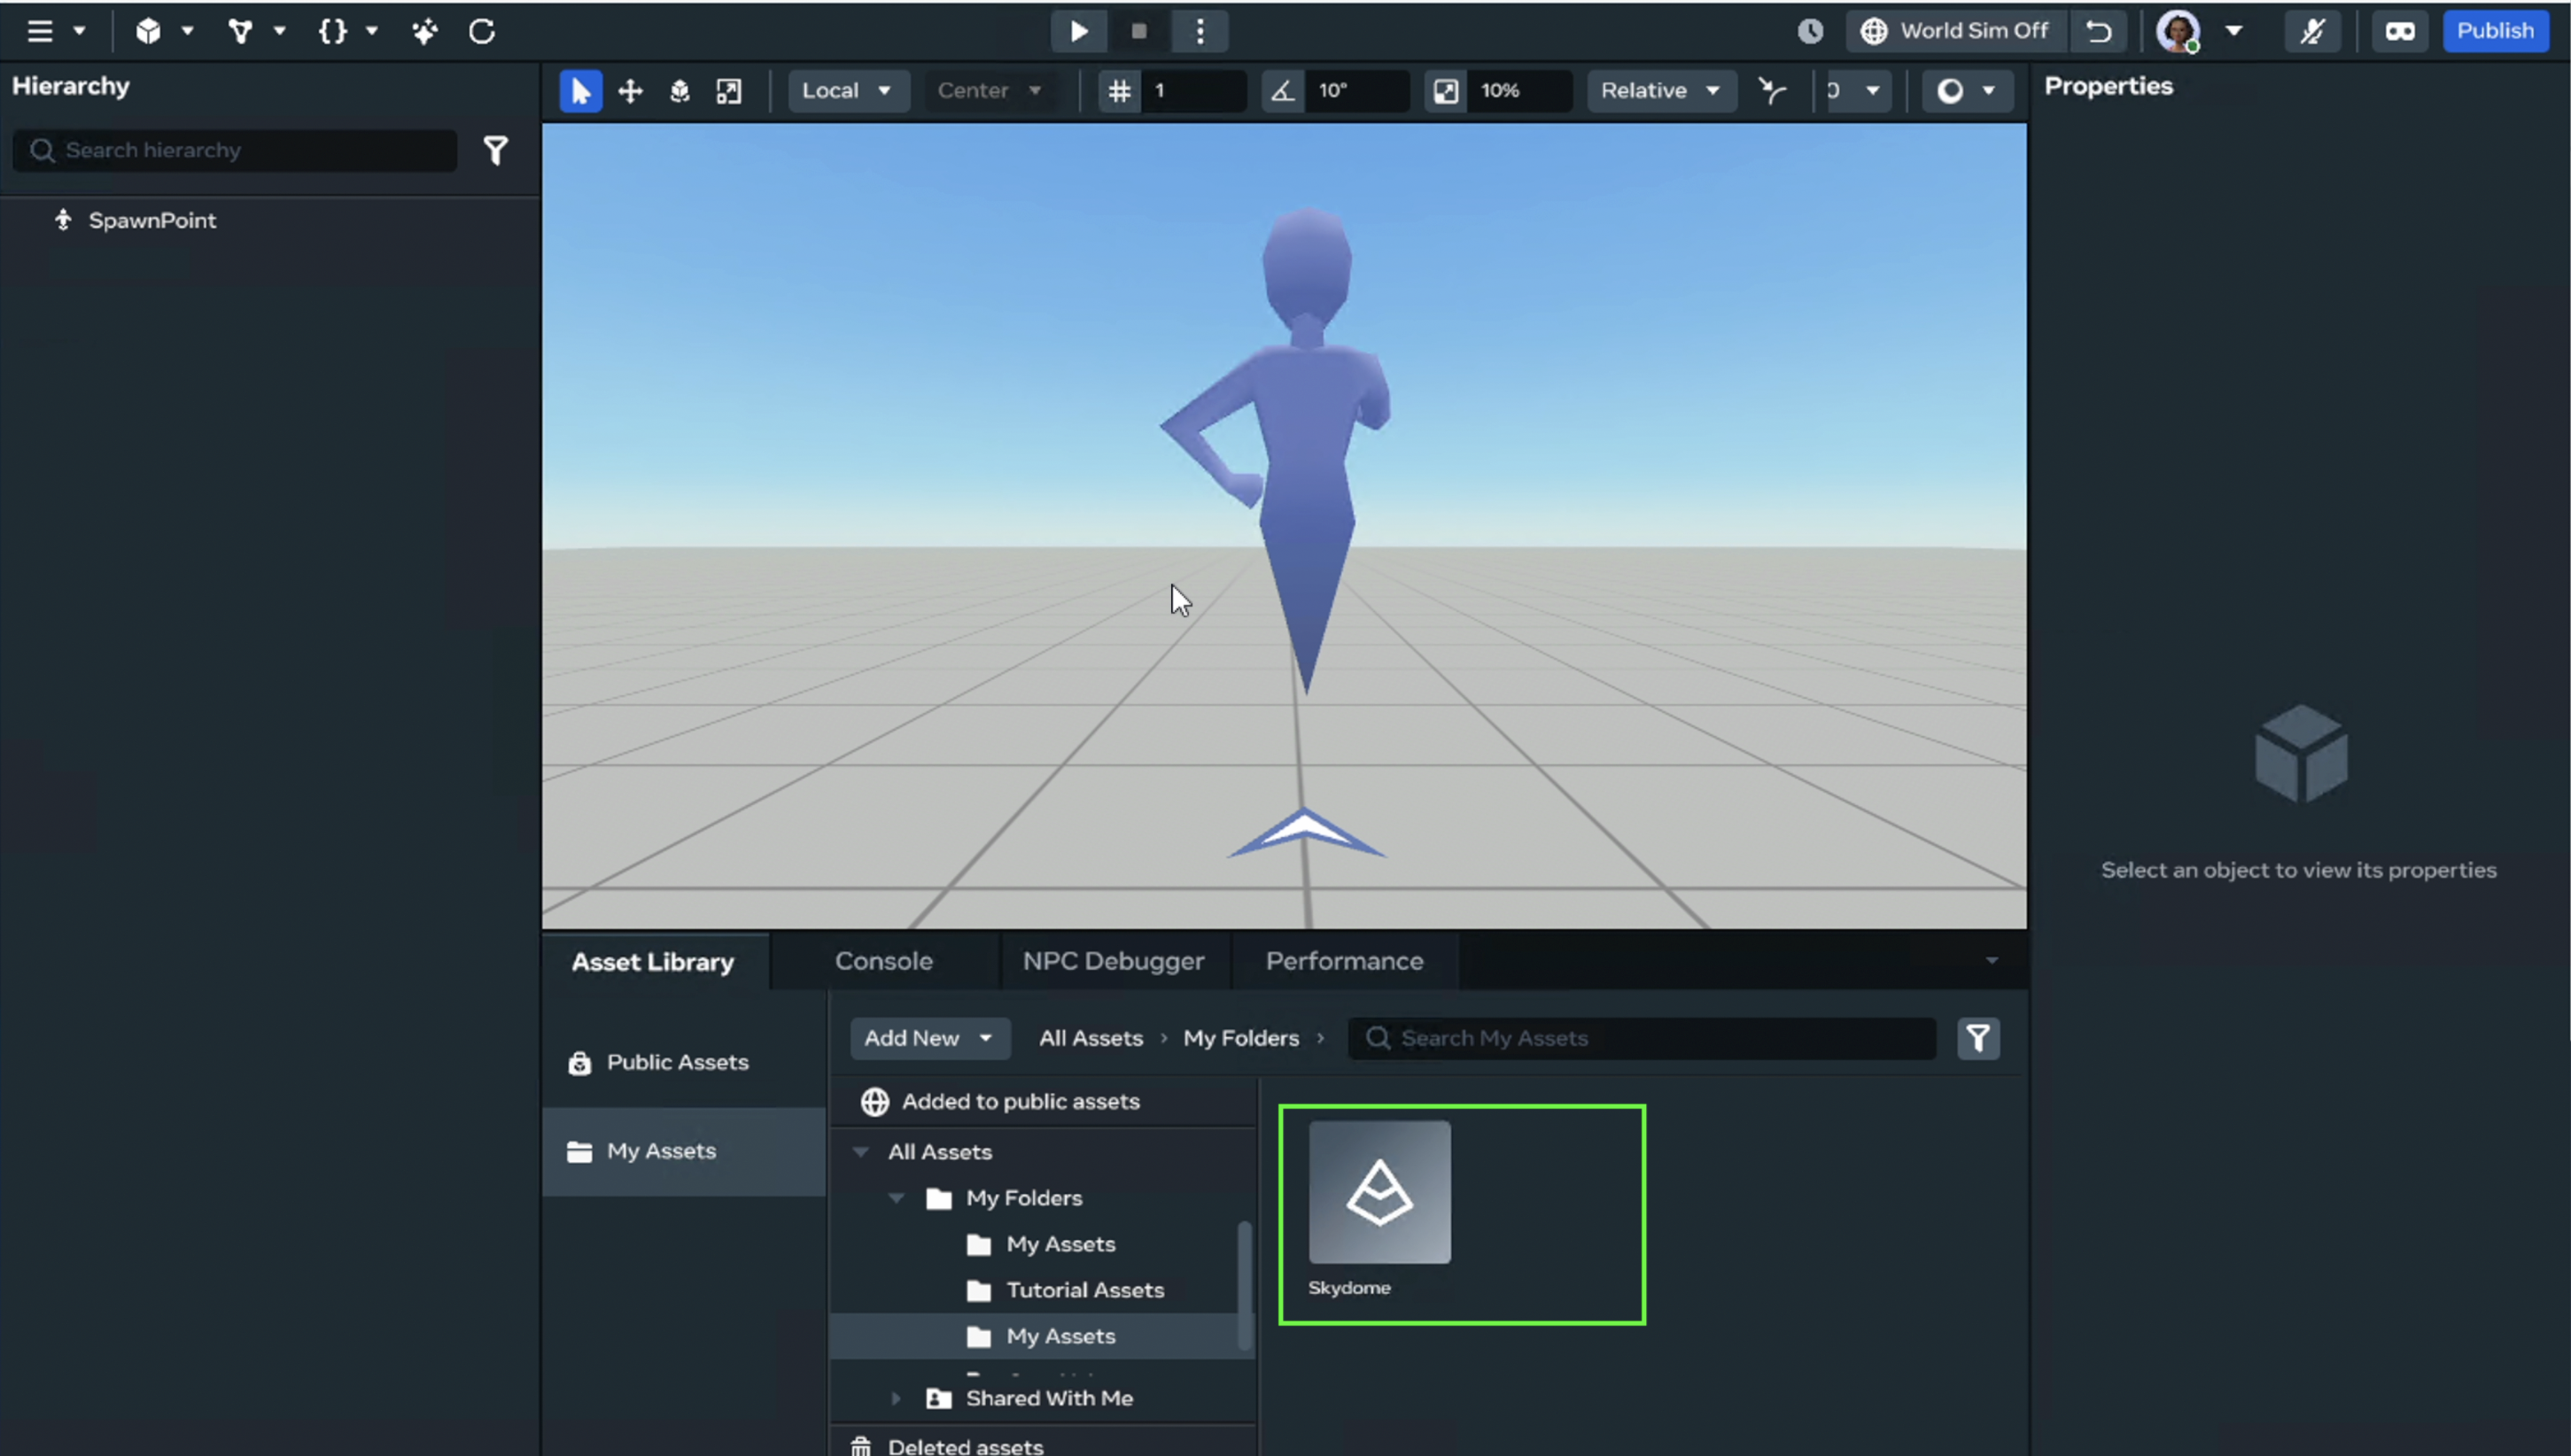 World Sim Off
Publish
Hierarchy
Local
Center
1
10°
10%
Relative
Properties
Search hierarchy
SpawnPoint
Select an object to view its properties
Asset Library
Console
NPC Debugger
Performance
Add New
All Assets › My Folders ›
Search My Assets
Public Assets
My Assets
Added to public assets
All Assets
My Folders
My Assets
Tutorial Assets
My Assets
Shared With Me
Deleted assets
Skydome